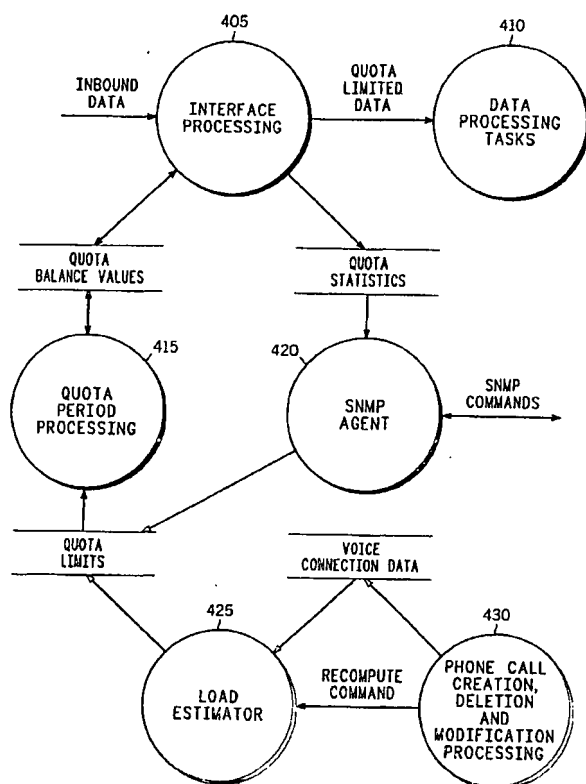 405
INBOUND
DATA
INTERFACE
PROCESSING
QUOTA
LIMITED
DATA
410
DATA
PROCESSING
TASKS
QUOTA
BALANCE VALUES
QUOTA
STATISTICS
415
QUOTA
PERIOD
PROCESSING
420
SNMP
AGENT
SNMP
COMMANDS
QUOTA
LIMITS
VOICE
CONNECTION DATA
425
LOAD
ESTIMATOR
RECOMPUTE
COMMAND
430
PHONE CALL
CREATION,
DELETION
AND
MODIFICATION
PROCESSING